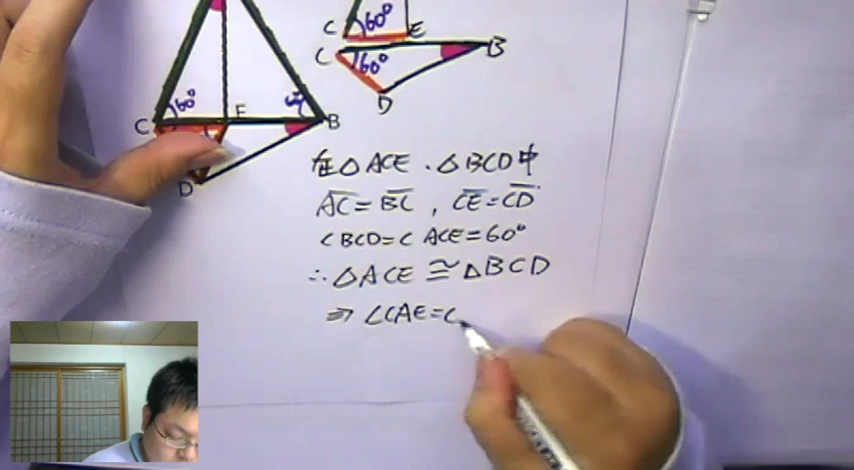 60°
C
E
B
D
C
60°
E
C
60°
B
D
在△ACE、△BCD中
AC=BC , CE=CD
∠BCD=∠ACE=60°
∴△ACE≅△BCD
⇒∠CAE=∠